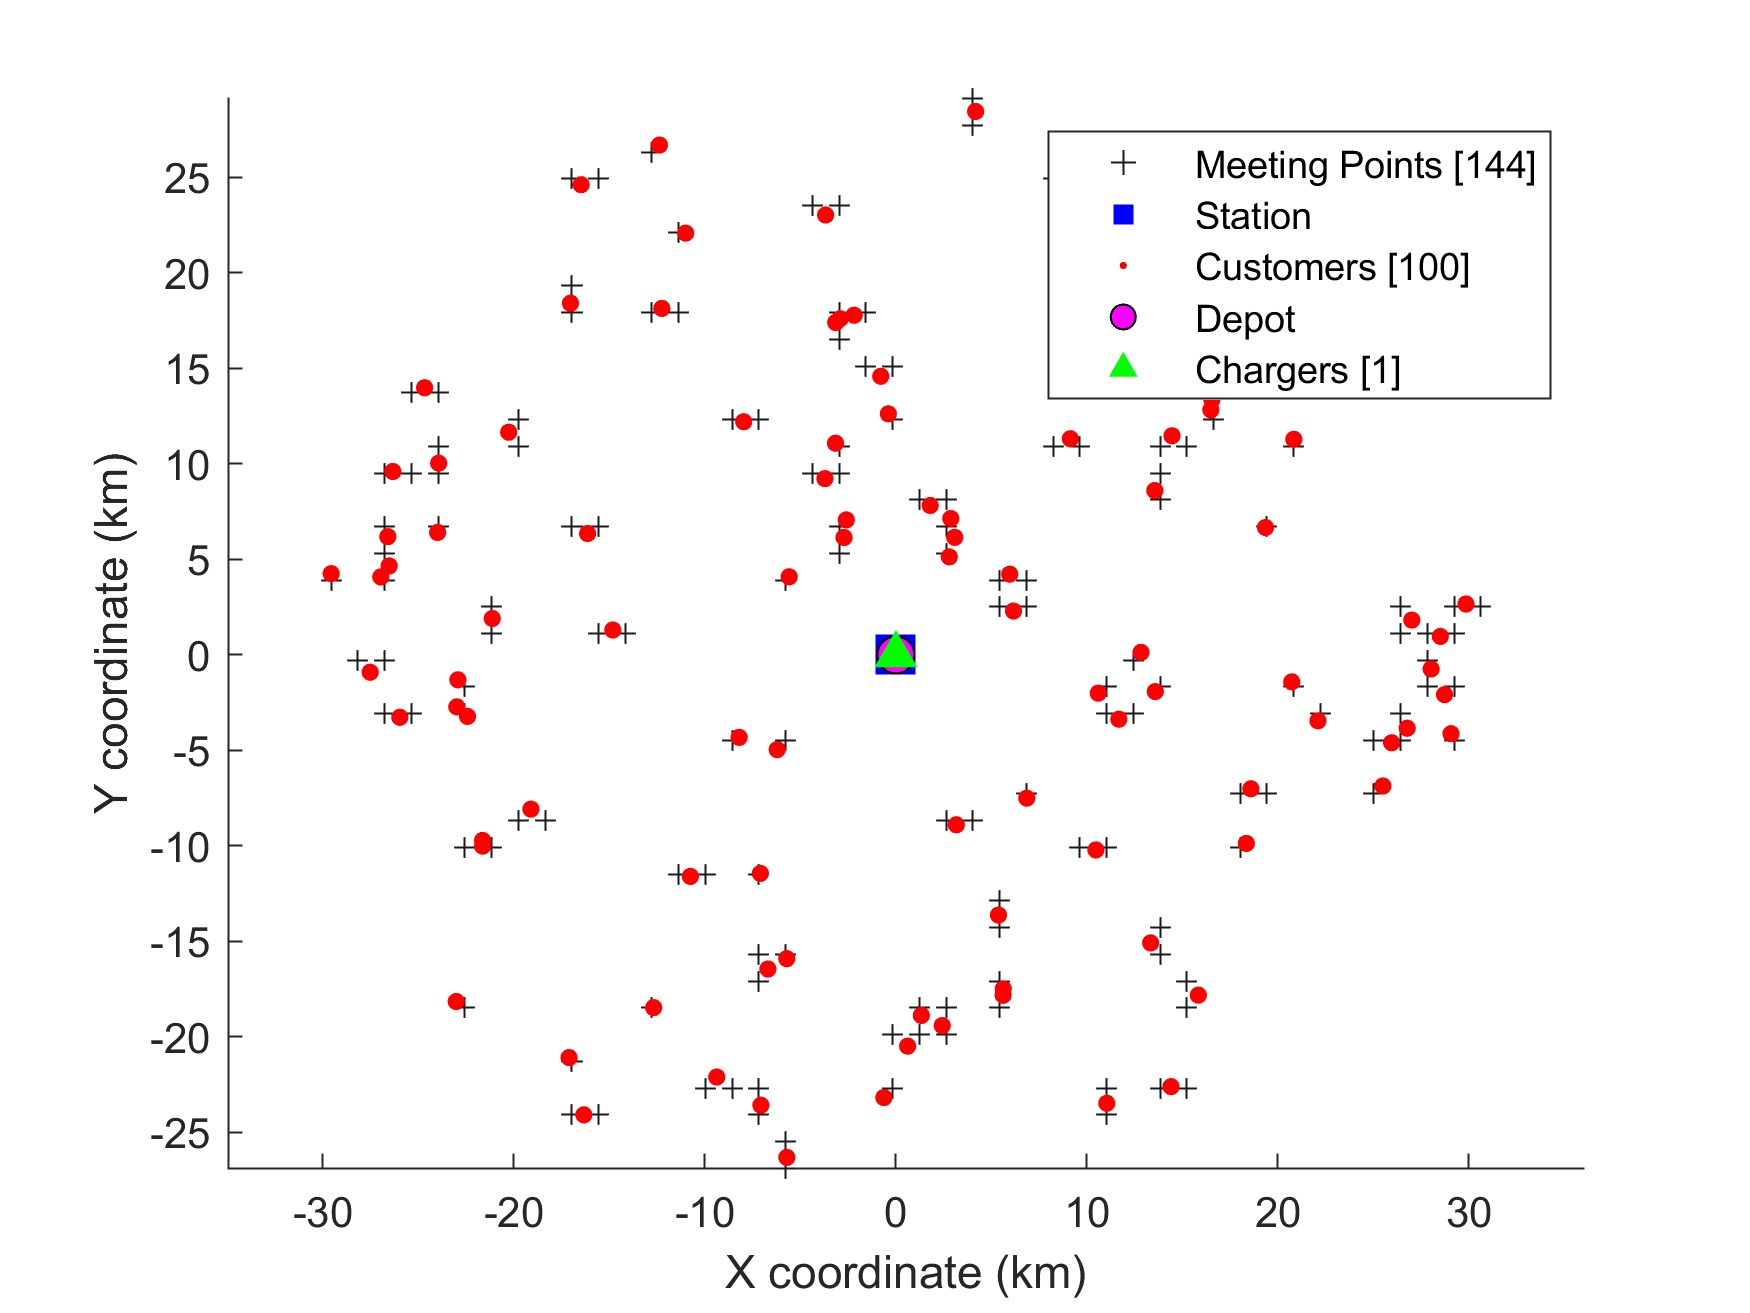 25
20
15
10
5
0
-5
-10
-15
-20
-25
Y coordinate (km)
Meeting Points [144]
Station
Customers [100]
Depot
Chargers [1]
-30 -20 -10 0 10 20 30
X coordinate (km)